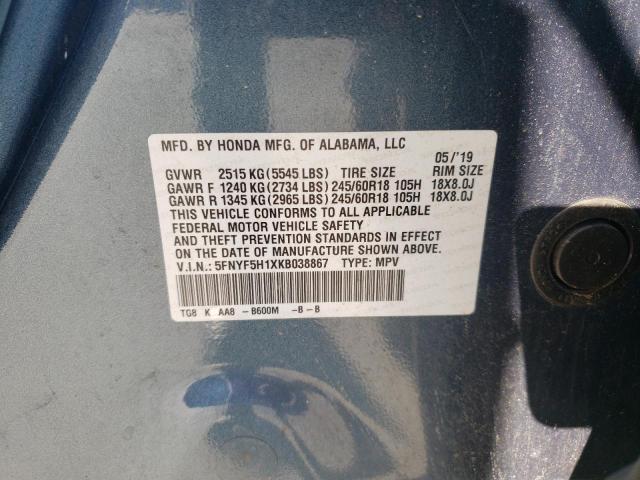 MFD. BY HONDA MFG. OF ALABAMA, LLC 05/'19
GVWR 2515 KG (5545 LBS) TIRE SIZE RIM SIZE
GAWR F 1240 KG (2734 LBS) 245/60R18 105H 18X8.0J
GAWR R 1345 KG (2965 LBS) 245/60R18 105H 18X8.0J
THIS VEHICLE CONFORMS TO ALL APPLICABLE
FEDERAL MOTOR VEHICLE SAFETY
AND THEFT PREVENTION STANDARDS IN EFFECT
ON THE DATE OF MANUFACTURE SHOWN ABOVE.
V.I.N.: 5FNYF5H1XKB038867 TYPE: MPV
TG8 K AA8 -B600M -B-B